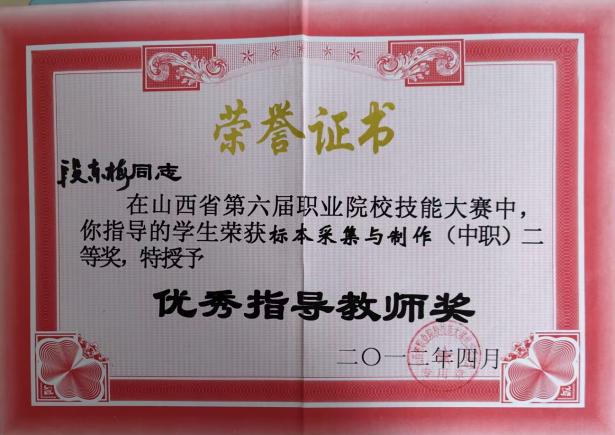 荣誉证书
段东梅同志
在山西省第六届职业院校技能大赛中,
你指导的学生荣获标本采集与制作（中职）二
等奖,特授予
优秀指导教师奖
二〇一二年四月